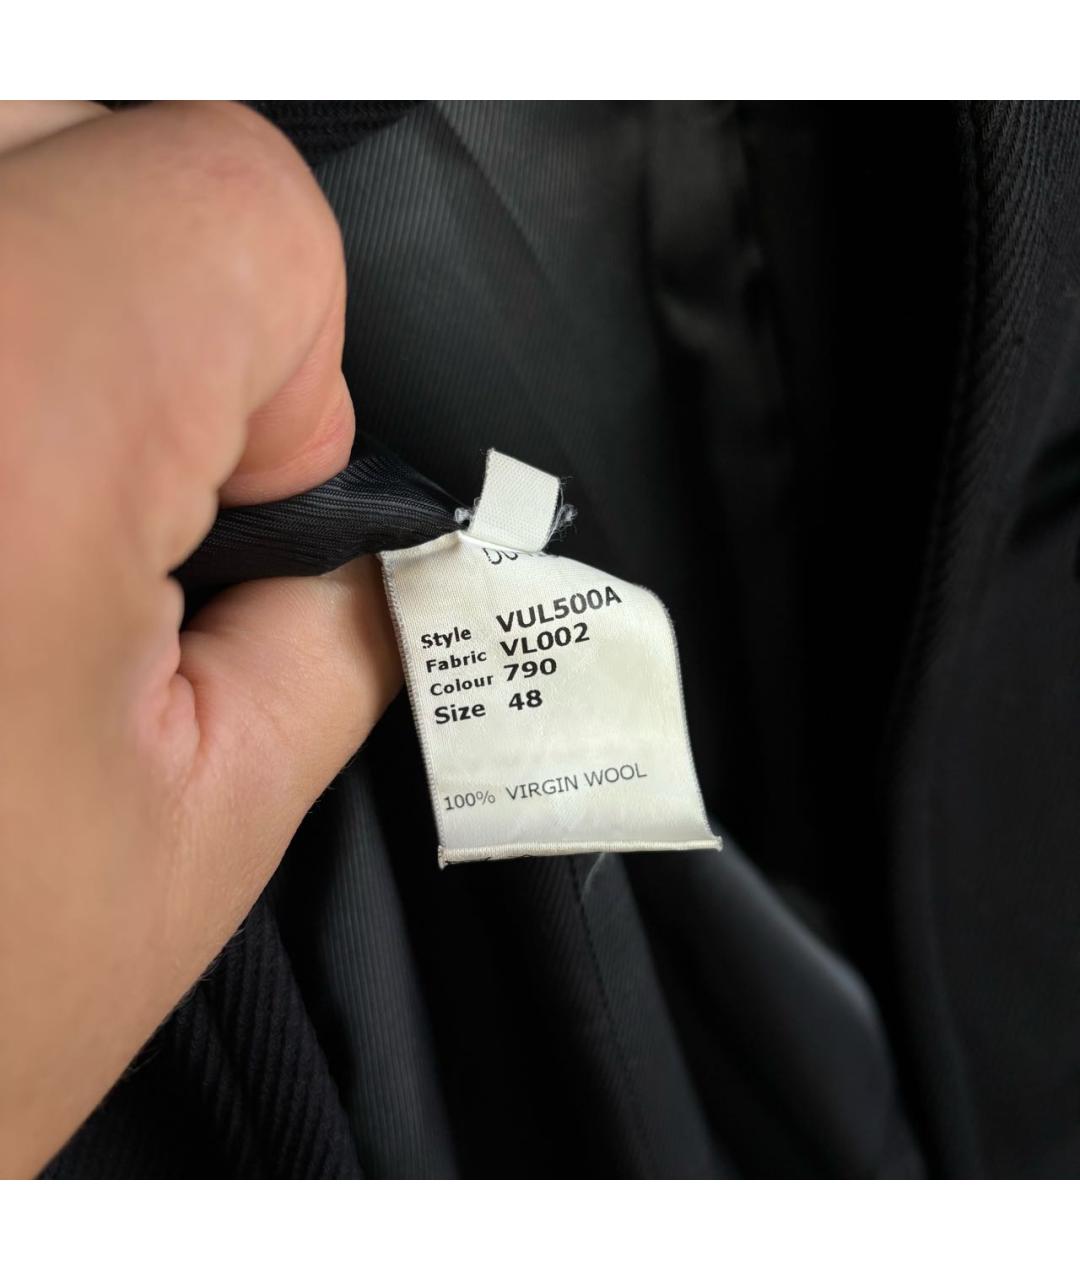 Style VUL500A
Fabric VL002
Colour 790
Size 48
100% VIRGIN WOOL